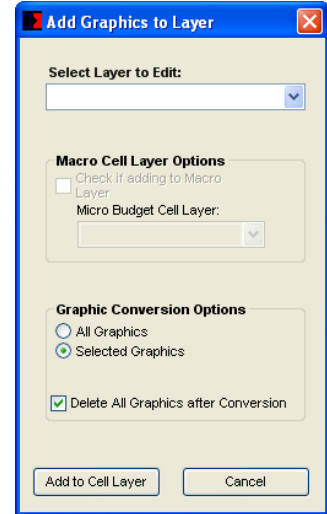 Add Graphics to Layer
Select Layer to Edit:
Macro Cell Layer Options
Check if adding to Macro
Layer
Micro Budget Cell Layer:
Graphic Conversion Options
All Graphics
Selected Graphics
Delete All Graphics after Conversion
Add to Cell Layer
Cancel